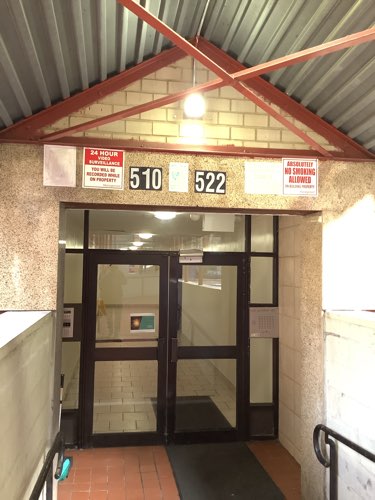 24 HOUR
VIDEO
SURVEILLANCE
YOU WILL BE
RECORDED WHILE
ON PROPERTY
510
522
ABSOLUTELY
NO SMOKING
ALLOWED